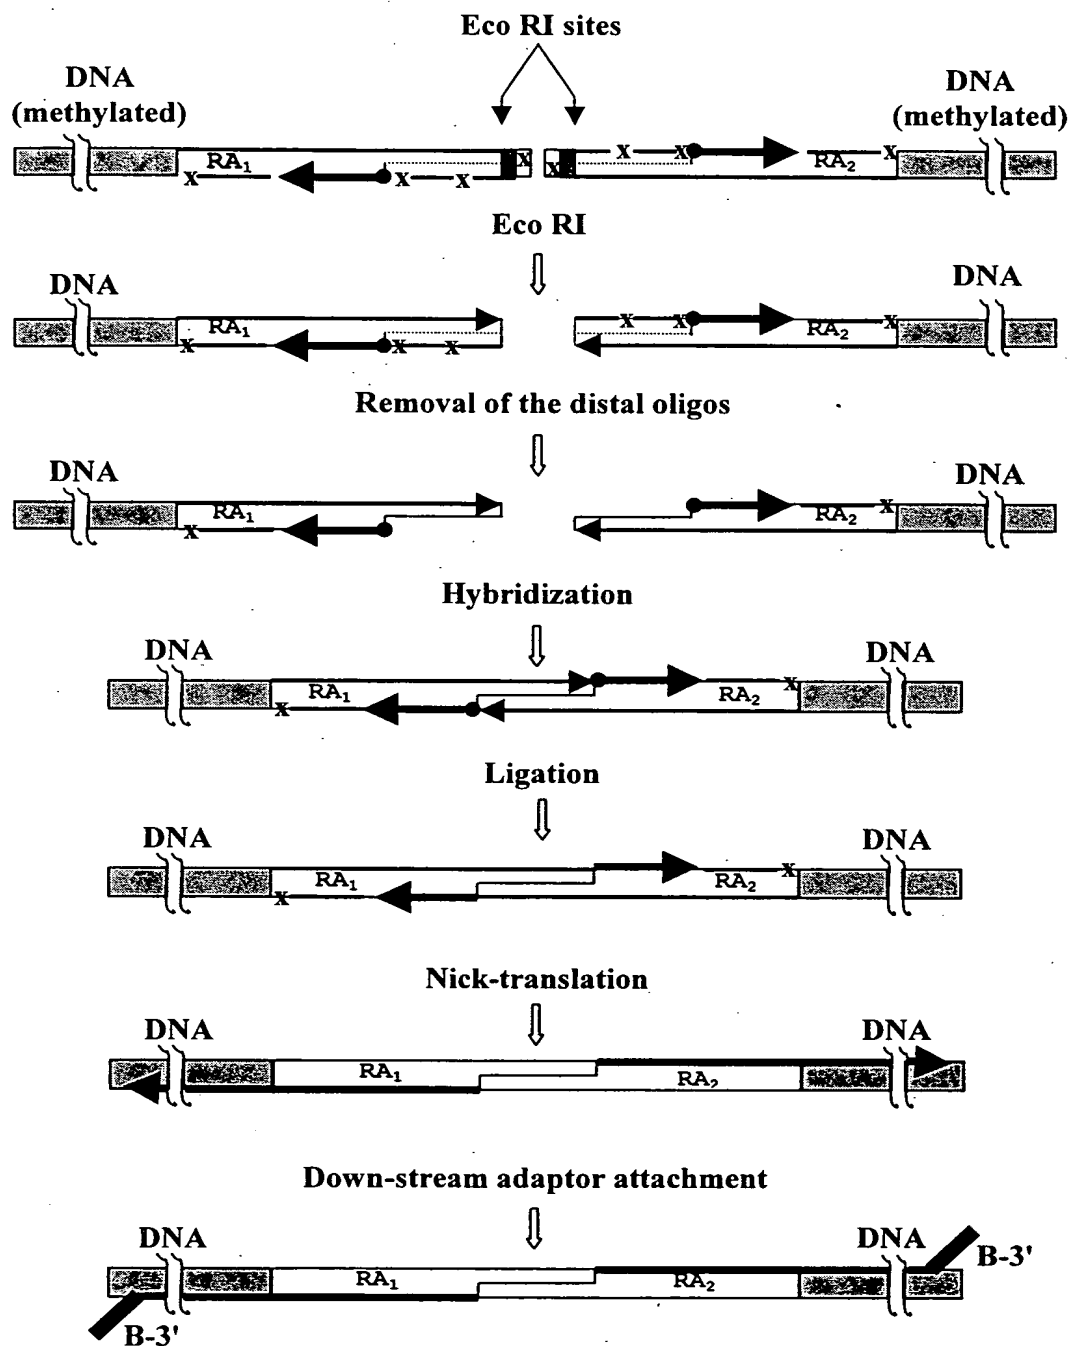 Eco RI sites
DNA
(methylated)
DNA
(methylated)
RA1
x
x
x
x
x
x
x
RA2
x
Eco RI
DNA
DNA
RA1
x
x
x
x
x
RA2
x
Removal of the distal oligos
DNA
DNA
RA1
x
RA2
x
Hybridization
DNA
DNA
RA1
x
RA2
x
Ligation
DNA
DNA
RA1
x
RA2
x
Nick-translation
DNA
DNA
RA1
RA2
Down-stream adaptor attachment
DNA
DNA
RA1
RA2
B-3'
B-3'